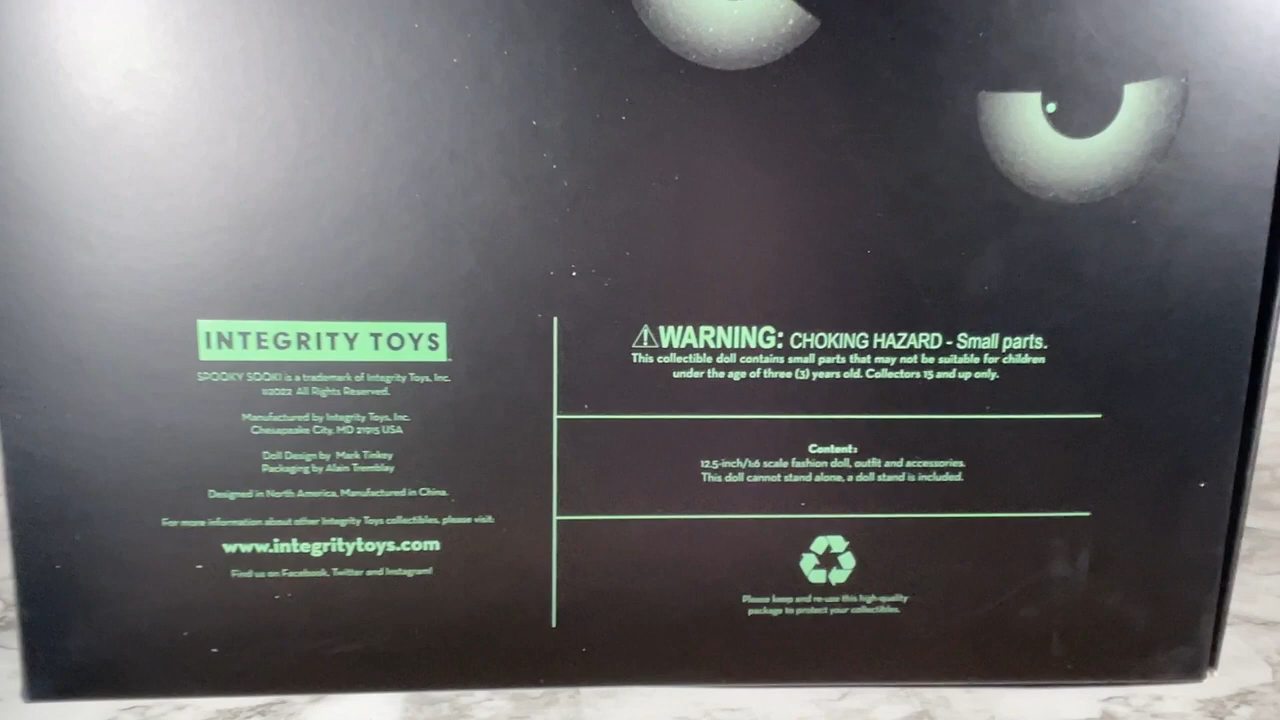 INTEGRITY TOYS
SPOOKY SOOKI is a trademark of Integrity Toys, Inc.
©2022 All Rights Reserved.
Manufactured by Integrity Toys, Inc.
Chesapeake City, MD 21915 USA
Doll Design by Mark Tinkey
Packaging by Alain Tremblay
Designed in North America, Manufactured in China.
For more information about other Integrity Toys collectibles, please visit:
www.integritytoys.com
Find us on Facebook, Twitter and Instagram!
⚠WARNING: CHOKING HAZARD - Small parts.
This collectible doll contains small parts that may not be suitable for children
under the age of three (3) years old. Collectors 15 and up only.
Contents
12.5-inch/1:6 scale fashion doll, outfit and accessories.
This doll cannot stand alone, a doll stand is included.
Please keep and re-use this high-quality
package to protect your collectibles.